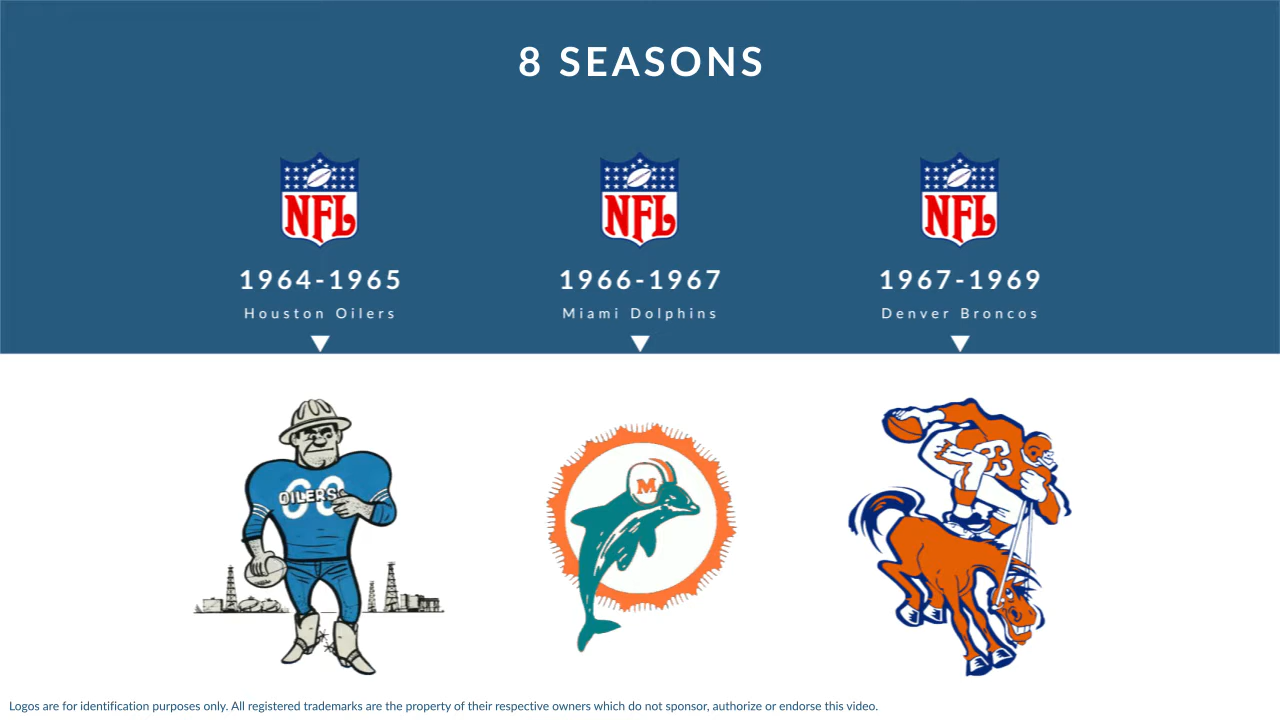 8 SEASONS
NFL NFL NFL
1964-1965 1966-1967 1967-1969
Houston Oilers Miami Dolphins Denver Broncos
M
63
OILERS
00
Logos are for identification purposes only. All registered trademarks are the property of their respective owners which do not sponsor, authorize or endorse this video.